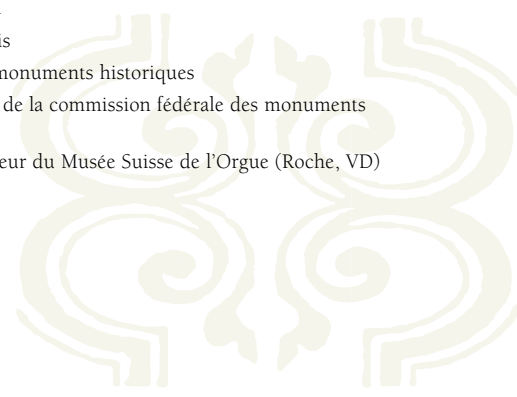 is
monuments historiques
de la commission fédérale des monuments
eur du Musée Suisse de l’Orgue (Roche, VD)